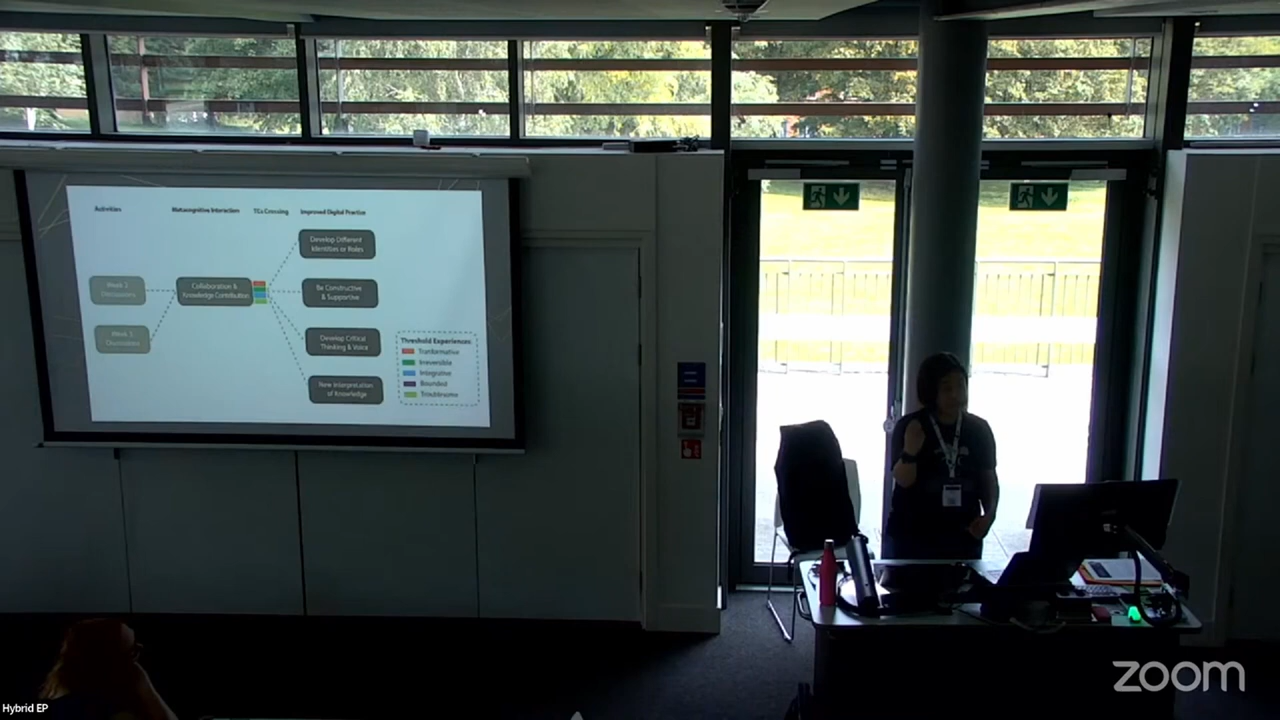 Activities
Metacognitive Interaction
TCs Crossing
Improved Digital Practice
Develop Different
Identities or Roles
Week 2
Discussions
Collaboration &
Knowledge Contribution
Be Constructive
& Supportive
Week 5
Discussions
Develop Critical
Thinking & Voice
New Interpretation
of Knowledge
Threshold Experiences:
Tranformative
Irreversible
Integrative
Bounded
Troublesome
zoom
Hybrid EP